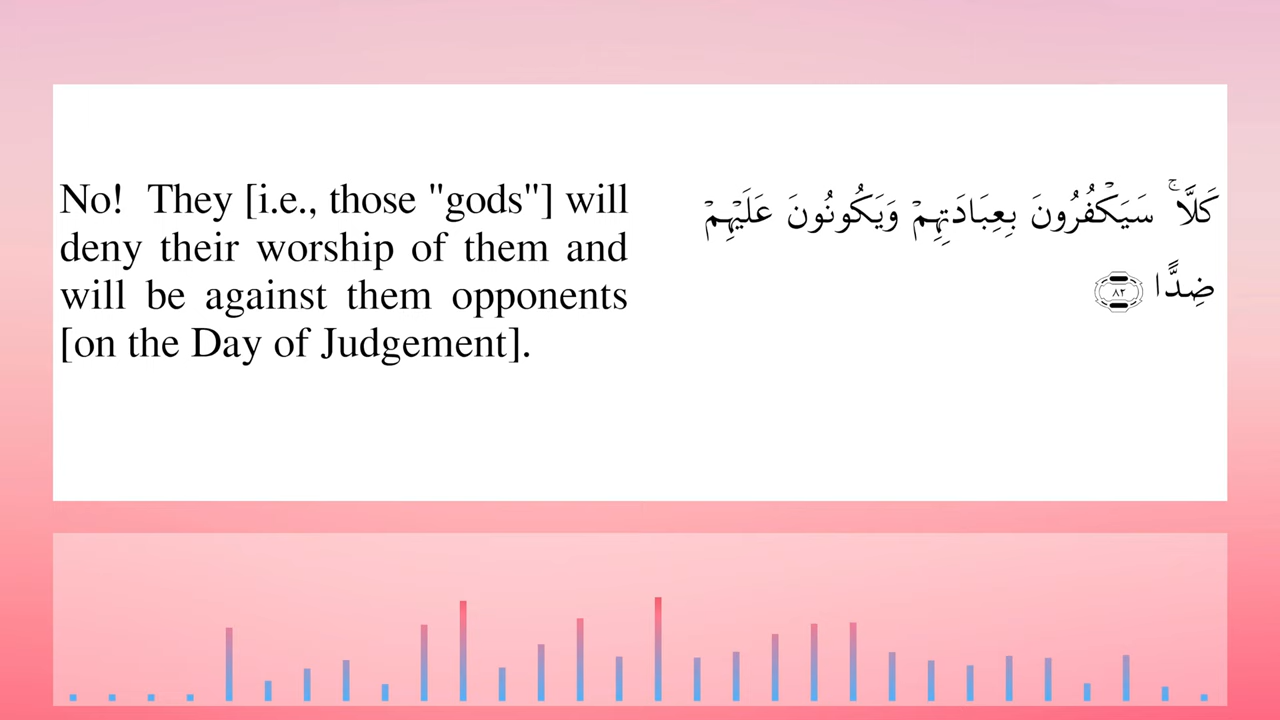 No! They [i.e., those "gods"] will
deny their worship of them and
will be against them opponents
[on the Day of Judgement].
كَلَّا ۚ سَيَكْفُرُونَ بِعِبَادَتِهِمْ وَيَكُونُونَ عَلَيْهِمْ
ضِدًّا ٨٢